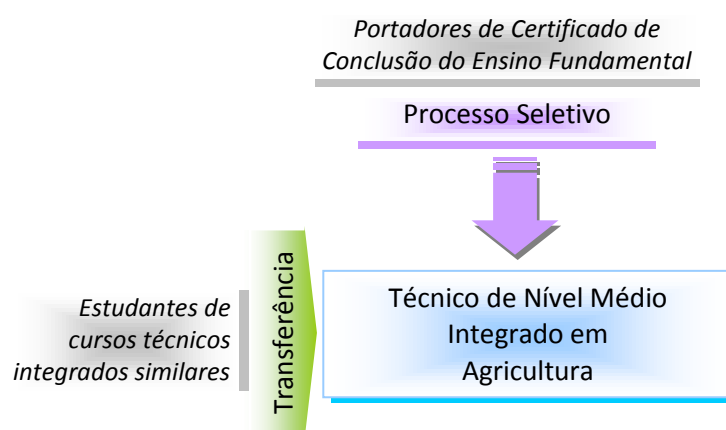 Portadores de Certificado de
Conclusão do Ensino Fundamental
Processo Seletivo
Técnico de Nível Médio
Integrado em
Agricultura
Transferência
Estudantes de
cursos técnicos
integrados similares